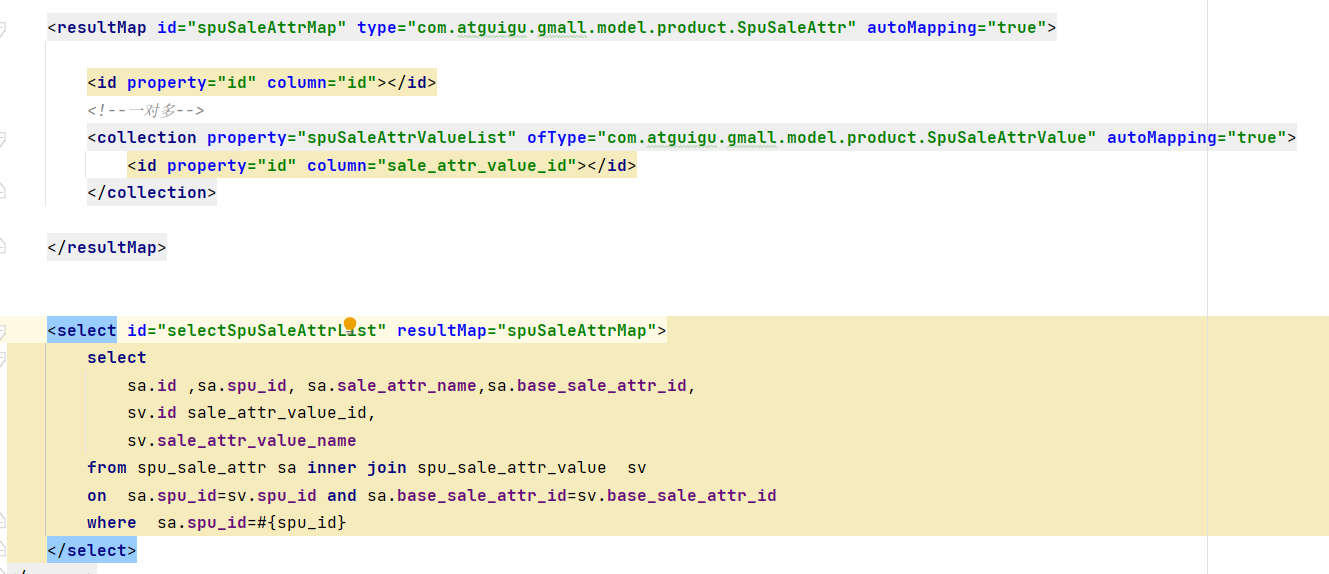 <resultMap id="spuSaleAttrMap" type="com.atguigu.gmall.model.product.SpuSaleAttr" autoMapping="true">
<id property="id" column="id"></id>
<!--一对多-->
<collection property="spuSaleAttrValueList" ofType="com.atguigu.gmall.model.product.SpuSaleAttrValue" autoMapping="true">
<id property="id" column="sale_attr_value_id"></id>
</collection>
</resultMap>
<select id="selectSpuSaleAttrList" resultMap="spuSaleAttrMap">
select
sa.id ,sa.spu_id, sa.sale_attr_name,sa.base_sale_attr_id,
sv.id sale_attr_value_id,
sv.sale_attr_value_name
from spu_sale_attr sa inner join spu_sale_attr_value  sv
on  sa.spu_id=sv.spu_id and sa.base_sale_attr_id=sv.base_sale_attr_id
where  sa.spu_id=#{spu_id}
</select>